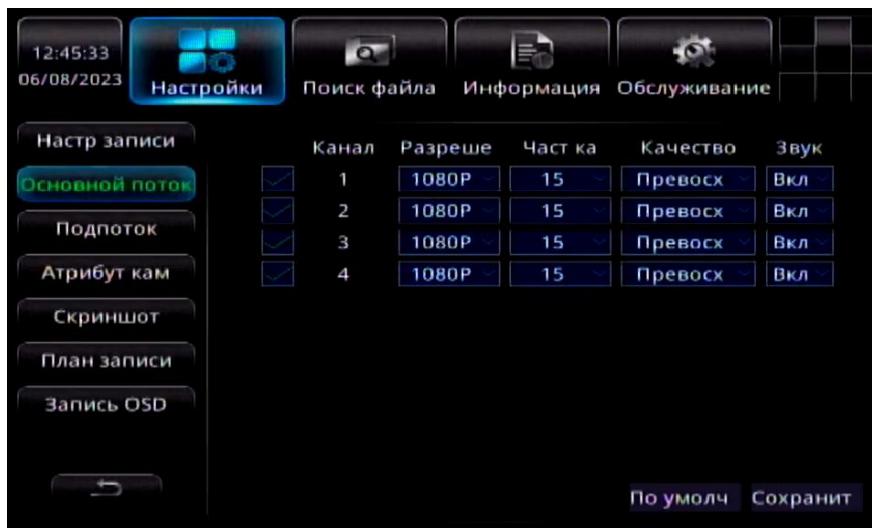 12:45:33
06/08/2023
Настройки
Поиск файла
Информация
Обслуживание
Настр записи
Основной поток
Подпоток
Атрибут кам
Скриншот
План записи
Запись OSD
Канал Разреше Част ка Качество Звук
1 1080P 15 Превосх Вкл
2 1080P 15 Превосх Вкл
3 1080P 15 Превосх Вкл
4 1080P 15 Превосх Вкл
По умолч Сохранит